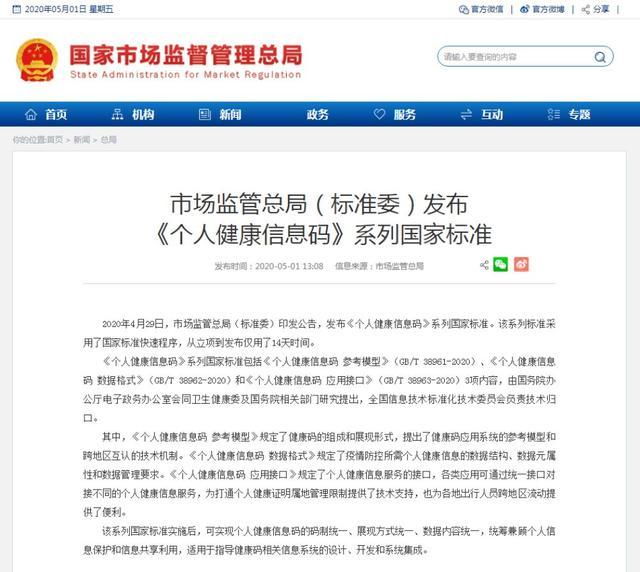 2020年05月01日 星期五
官方微信 | 官方微博 | 分享
国家市场监督管理总局
State Administration for Market Regulation
请输入要查询的内容
首页 机构 新闻 政务 服务 互动 专题
你的位置:首页 > 新闻 > 总局
市场监管总局（标准委）发布
《个人健康信息码》系列国家标准
发布时间：2020-05-01 13:08 信息来源：市场监管总局
2020年4月29日，市场监管总局（标准委）印发公告，发布《个人健康信息码》系列国家标准。该系列标准采
用了国家标准快速程序，从立项到发布仅用了14天时间。
《个人健康信息码》系列国家标准包括《个人健康信息码 参考模型》（GB/T 38961-2020）、《个人健康信息
码 数据格式》（GB/T 38962-2020）和《个人健康信息码 应用接口》（GB/T 38963-2020）3项内容，由国务院办
公厅电子政务办公室会同卫生健康委及国务院相关部门研究提出，全国信息技术标准化技术委员会负责技术归
口。
其中，《个人健康信息码 参考模型》规定了健康码的组成和展现形式，提出了健康码应用系统的参考模型和
跨地区互认的技术机制。《个人健康信息码 数据格式》规定了疫情防控所需个人健康信息的数据结构、数据元属
性和数据管理要求。《个人健康信息码 应用接口》规定了个人健康信息服务的接口，各类应用可通过统一接口对
接不同的个人健康信息服务，为打通个人健康证明属地管理限制提供了技术支持，也为各地出行人员跨地区流动提
供了便利。
该系列国家标准实施后，可实现个人健康信息码的码制统一、展现方式统一、数据内容统一，统筹兼顾个人信
息保护和信息共享利用，适用于指导健康码相关信息系统的设计、开发和系统集成。